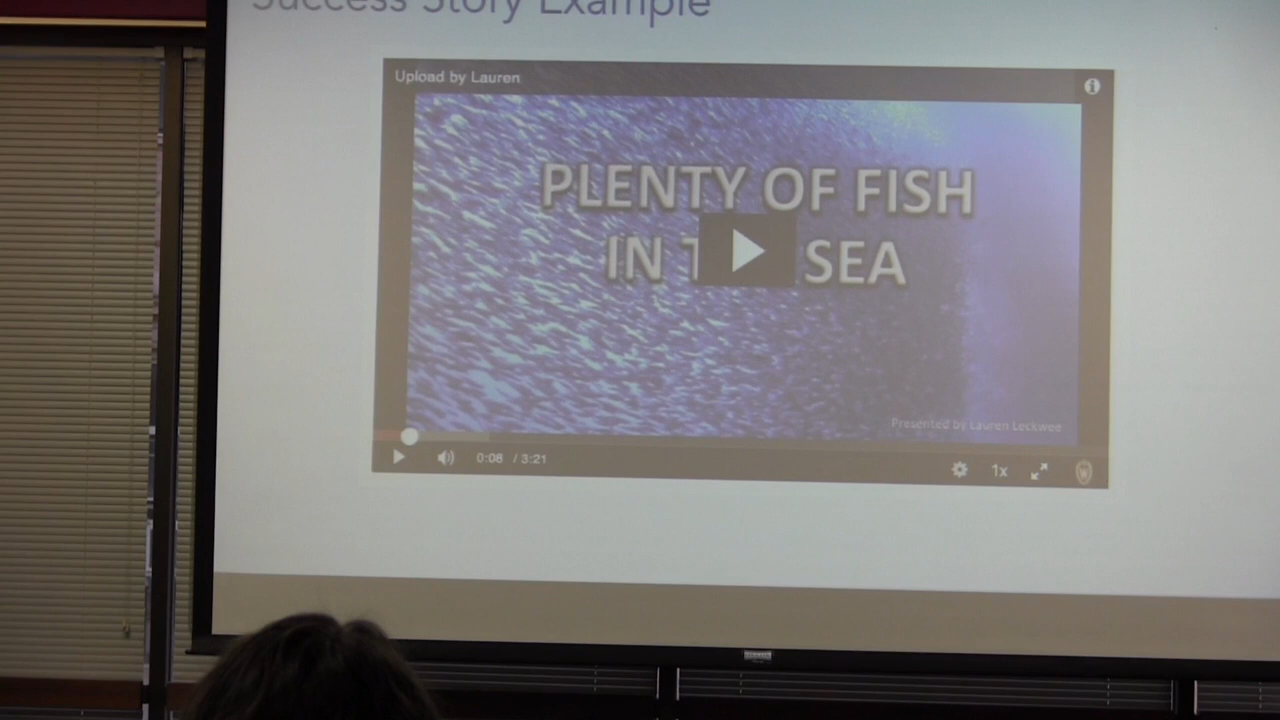 Success Story Example
Upload by Lauren
PLENTY OF FISH
IN SEA
Presented by Lauren Leckwee
0:08 / 3:21
1x
W